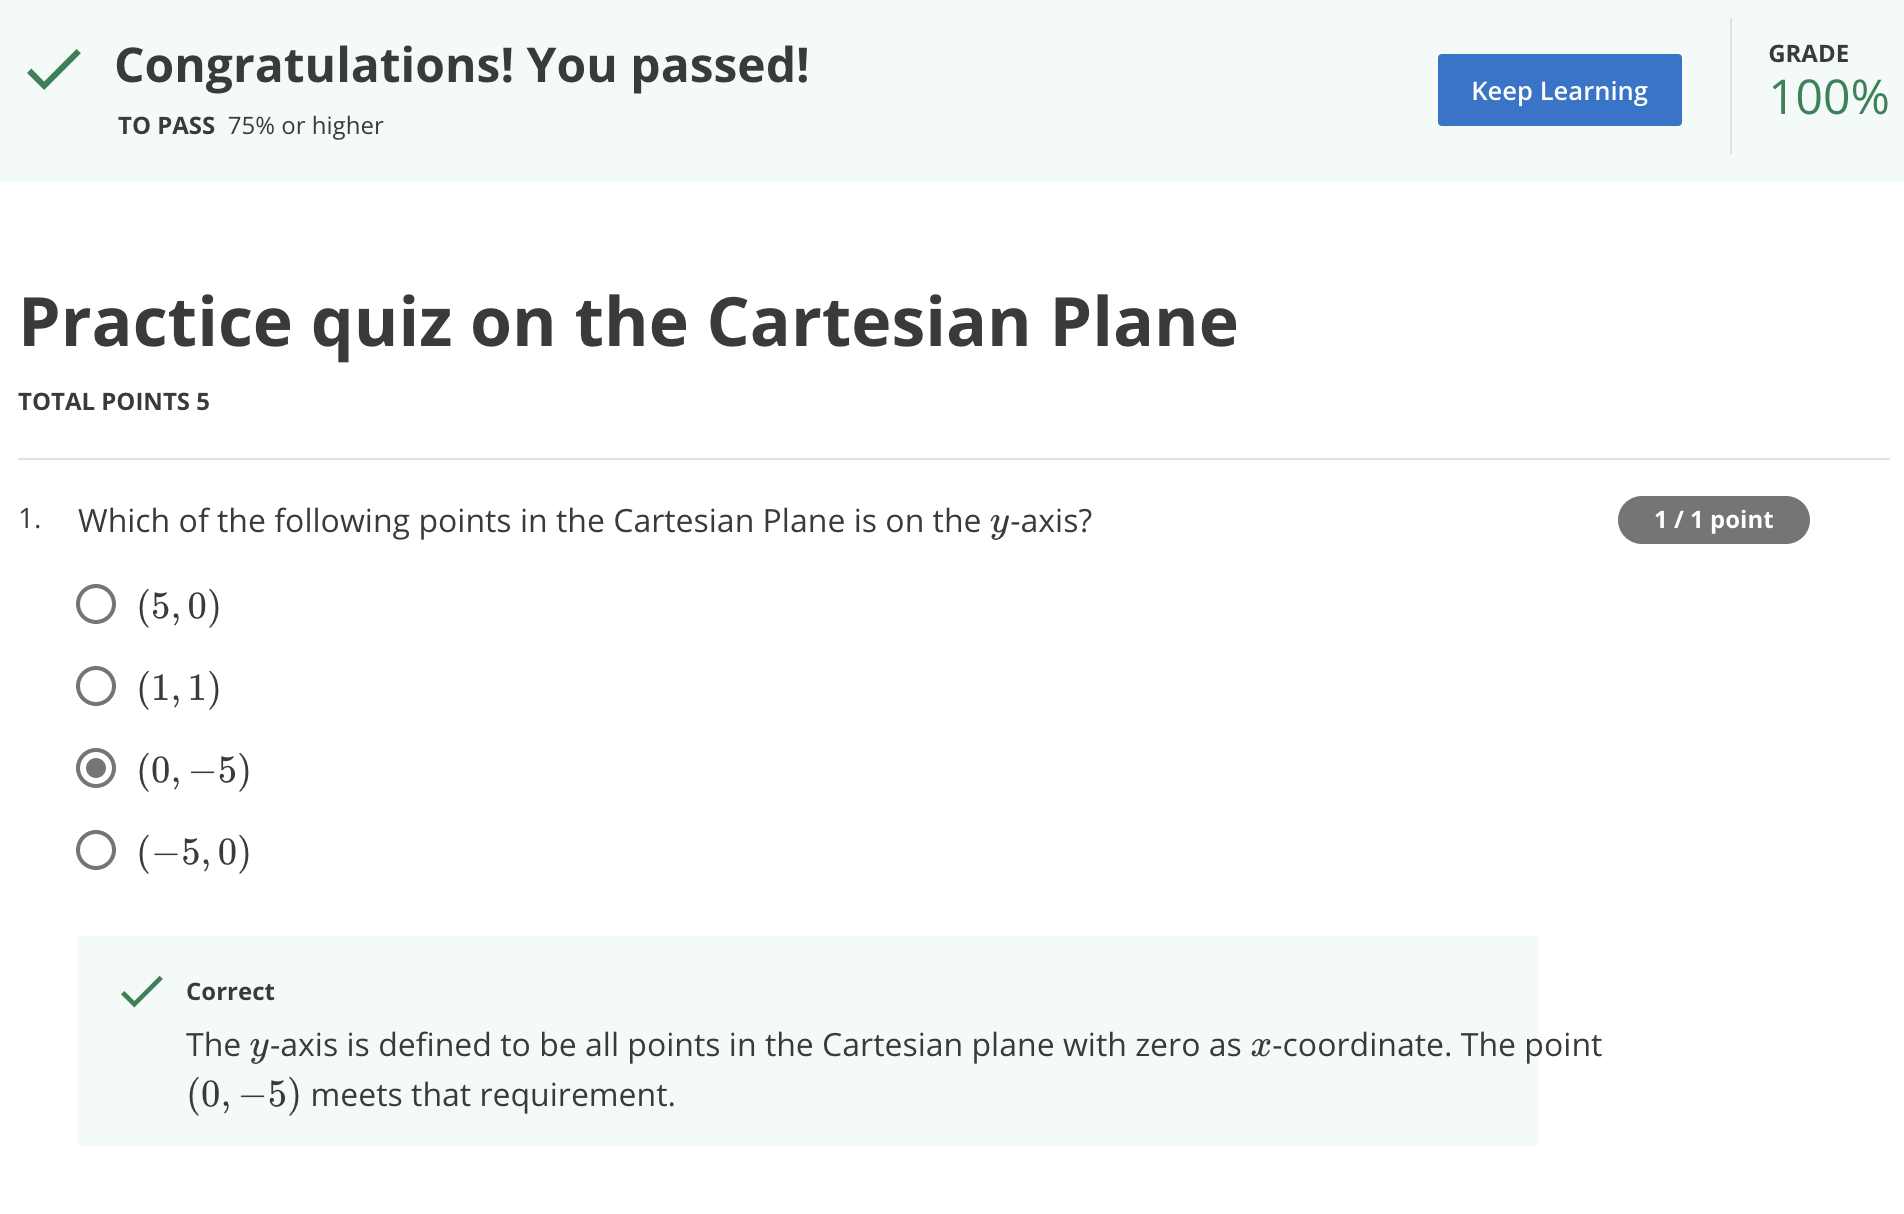 Congratulations! You passed!
TO PASS 75% or higher
Keep Learning
GRADE
100%
Practice quiz on the Cartesian Plane
TOTAL POINTS 5
1. Which of the following points in the Cartesian Plane is on the y-axis?
1 / 1 point
(5, 0)
(1, 1)
(0, −5)
(−5, 0)
Correct
The y-axis is defined to be all points in the Cartesian plane with zero as x-coordinate. The point
(0, −5) meets that requirement.